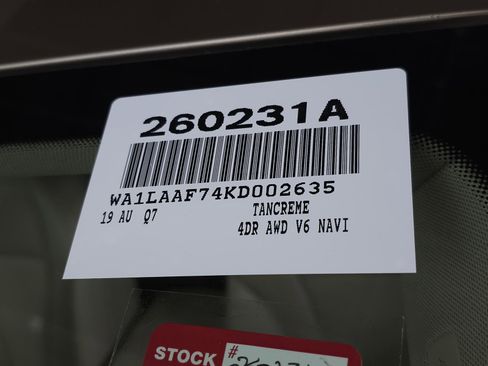 260231A
WA1LAAF74KD002635
19 AU Q7 TANCREME
4DR AWD V6 NAVI
STOCK #